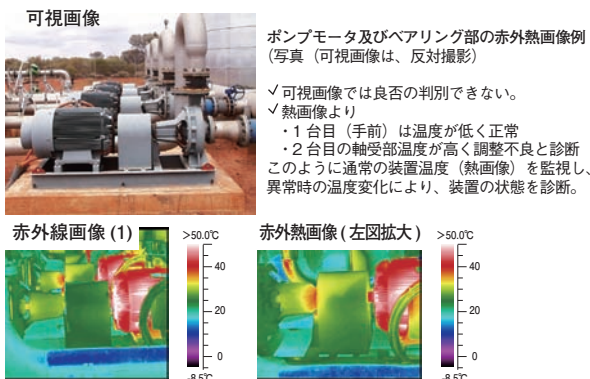 可視画像
ポンプモータ及びベアリング部の赤外熱画像例
(写真（可視画像は、反対撮影）
✓可視画像では良否の判別できない。
✓熱画像より
・1 台目（手前）は温度が低く正常
・2 台目の軸受部温度が高く調整不良と診断
このように通常の装置温度（熱画像）を監視し、
異常時の温度変化により、装置の状態を診断。
赤外線画像 (1)
>50.0℃
40
20
0
-8.5℃
赤外熱画像 ( 左図拡大 )
>50.0℃
40
20
0
-8.5℃